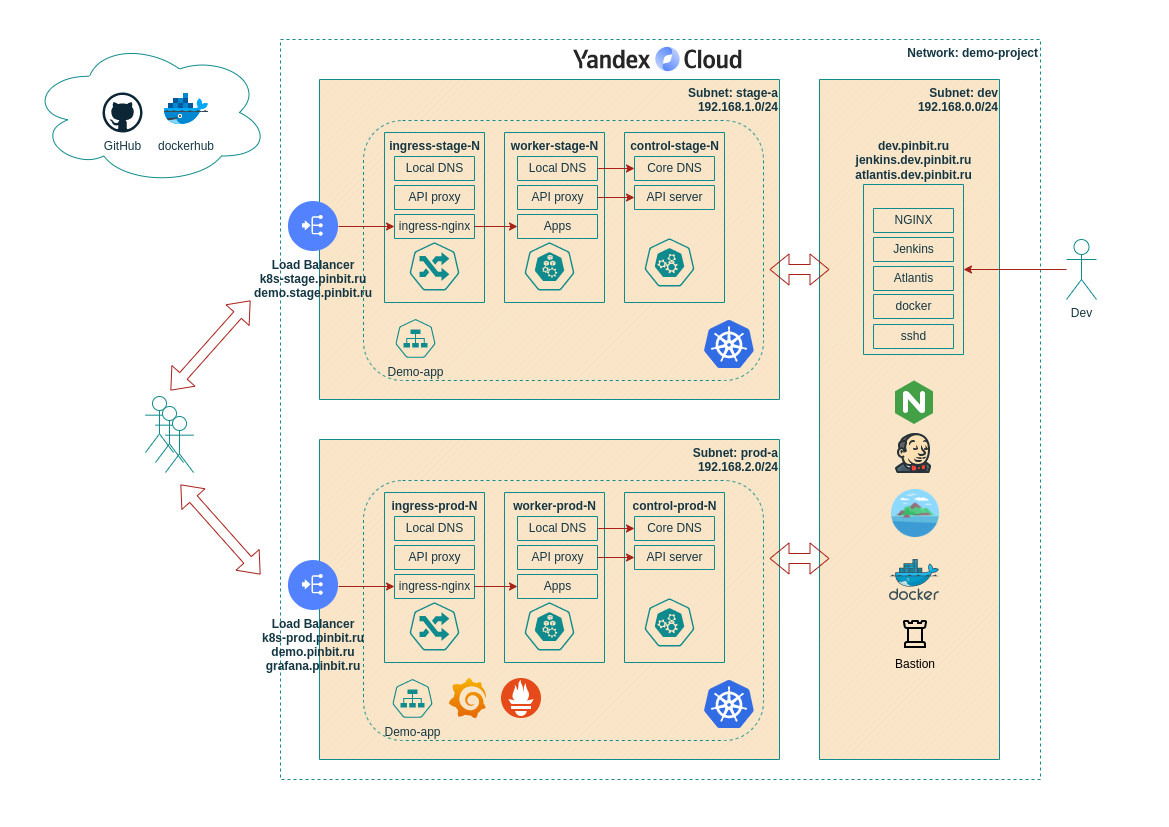 Yandex Cloud
Network: demo-project
GitHub
dockerhub
Subnet: stage-a
192.168.1.0/24
ingress-stage-N
Local DNS
API proxy
ingress-nginx
worker-stage-N
Local DNS
API proxy
Apps
control-stage-N
Core DNS
API server
Load Balancer
k8s-stage.pinbit.ru
demo.stage.pinbit.ru
Demo-app
Subnet: dev
192.168.0.0/24
dev.pinbit.ru
jenkins.dev.pinbit.ru
atlantis.dev.pinbit.ru
NGINX
Jenkins
Atlantis
docker
sshd
Dev
N
docker
Bastion
Subnet: prod-a
192.168.2.0/24
ingress-prod-N
Local DNS
API proxy
ingress-nginx
worker-prod-N
Local DNS
API proxy
Apps
control-prod-N
Core DNS
API server
Load Balancer
k8s-prod.pinbit.ru
demo.pinbit.ru
grafana.pinbit.ru
Demo-app